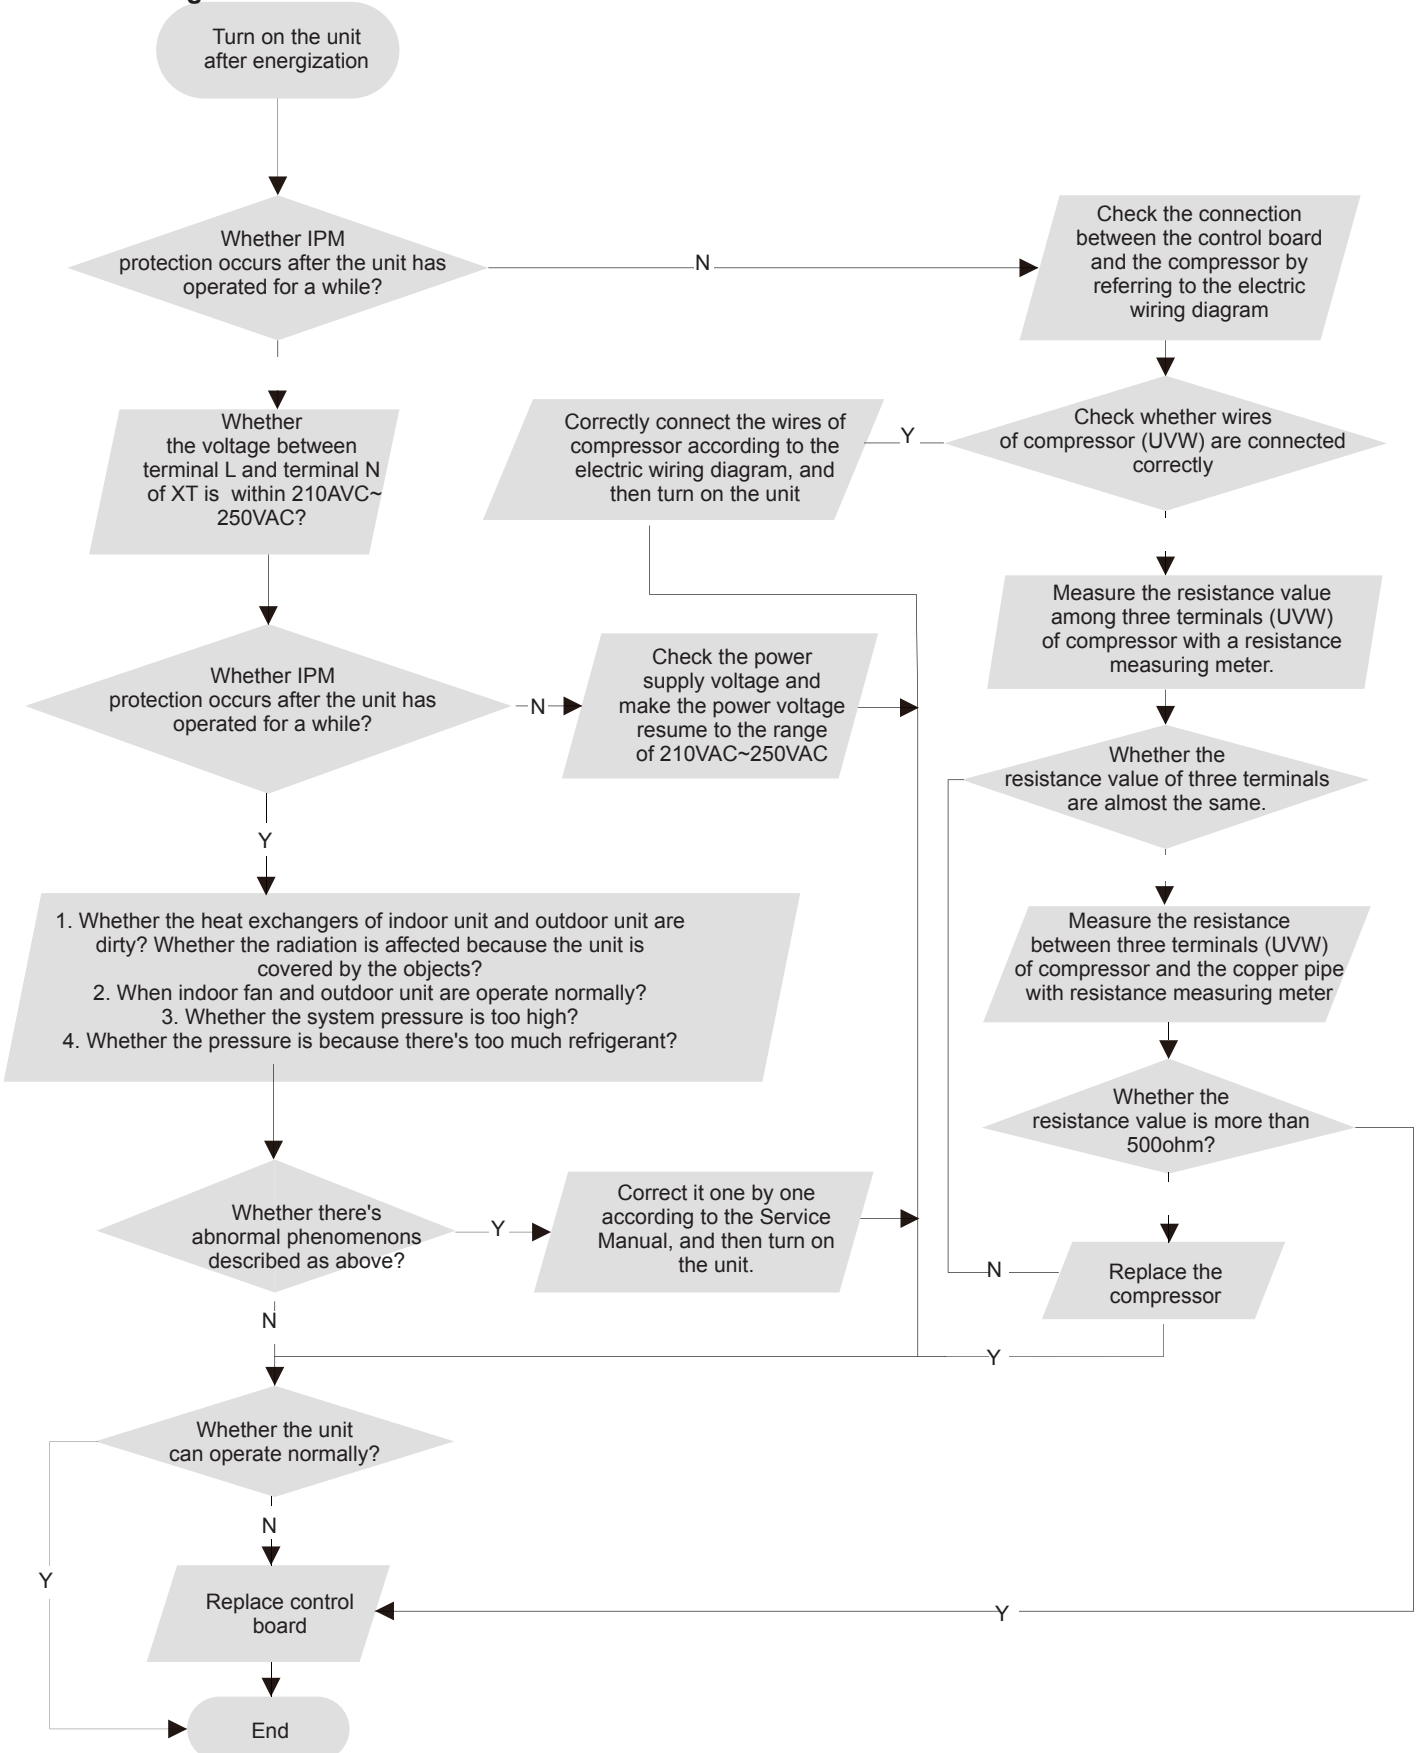 Turn on the unit
after energization
Whether IPM
protection occurs after the unit has
operated for a while?
N
Check the connection
between the control board
and the compressor by
referring to the electric
wiring diagram
Whether
the voltage between
terminal L and terminal N
of XT is within 210AVC~
250VAC?
Correctly connect the wires of
compressor according to the
electric wiring diagram, and
then turn on the unit
Y
Check whether wires
of compressor (UVW) are connected
correctly
Measure the resistance value
among three terminals (UVW)
of compressor with a resistance
measuring meter.
Whether IPM
protection occurs after the unit has
operated for a while?
N
Check the power
supply voltage and
make the power voltage
resume to the range
of 210VAC~250VAC
Whether the
resistance value of three terminals
are almost the same.
Y
1. Whether the heat exchangers of indoor unit and outdoor unit are
dirty? Whether the radiation is affected because the unit is
covered by the objects?
2. When indoor fan and outdoor unit are operate normally?
3. Whether the system pressure is too high?
4. Whether the pressure is because there's too much refrigerant?
Measure the resistance
between three terminals (UVW)
of compressor and the copper pipe
with resistance measuring meter
Whether the
resistance value is more than
500ohm?
Whether there's
abnormal phenomenons
described as above?
Y
Correct it one by one
according to the Service
Manual, and then turn on
the unit.
N
Replace the
compressor
N
Y
Whether the unit
can operate normally?
N
Y
Replace control
board
Y
End